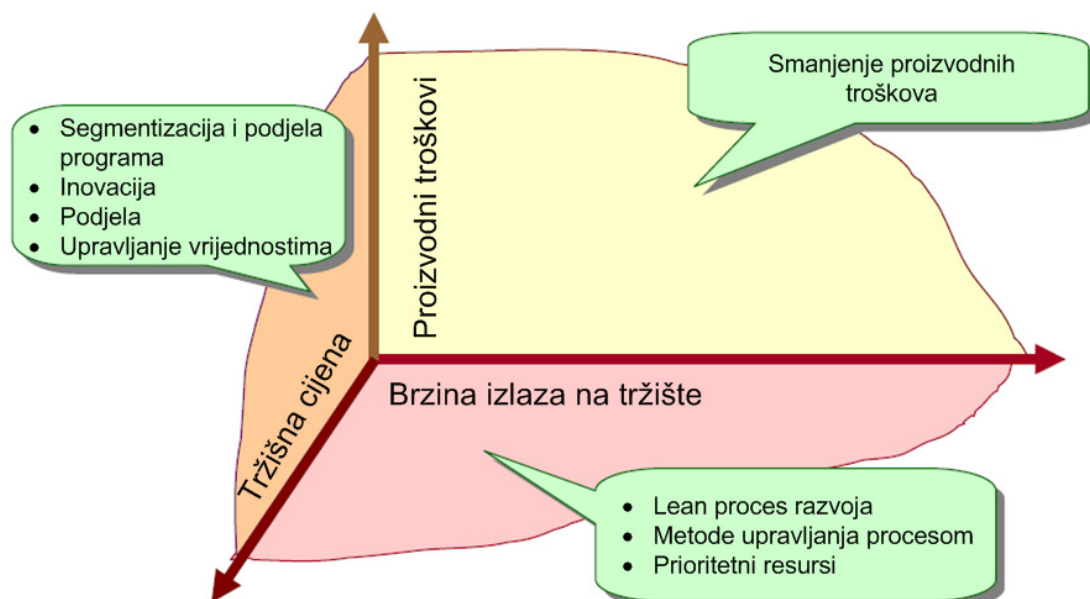 Smanjenje proizvodnih
troškova
• Segmentizacija i podjela
programa
• Inovacija
• Podjela
• Upravljanje vrijednostima
Proizvodni troškovi
Tržišna cijena
Brzina izlaza na tržište
• Lean proces razvoja
• Metode upravljanja procesom
• Prioritetni resursi